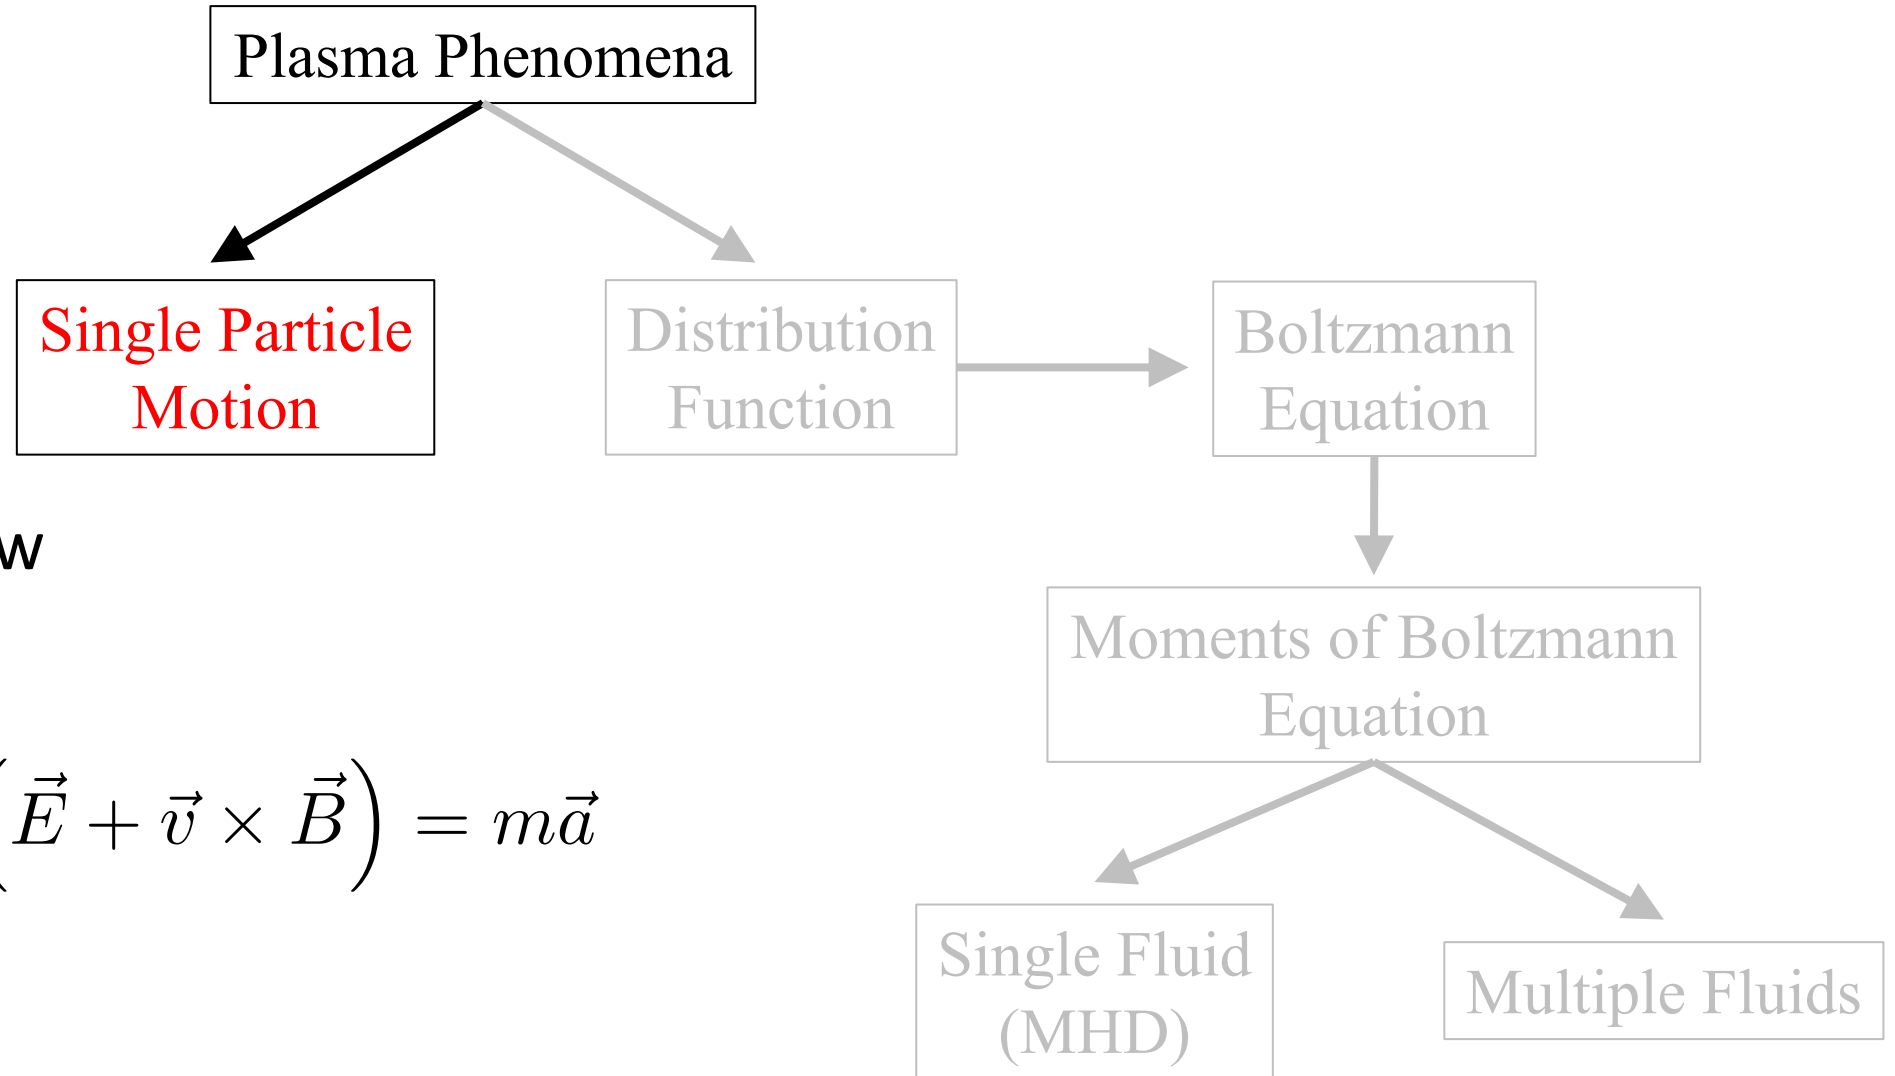 Plasma Phenomena
Single Particle
Motion
Distribution
Function
Boltzmann
Equation
w
Moments of Boltzmann
Equation
(E⃗ + v⃗ × B⃗) = ma⃗
Single Fluid
(MHD)
Multiple Fluids